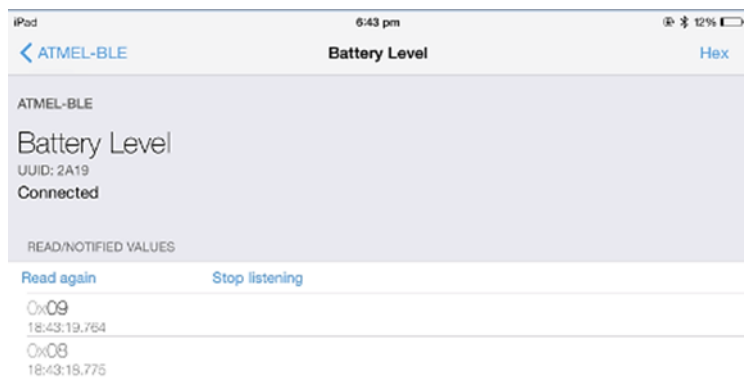 iPad 6:43 pm 12%
ATMEL-BLE Battery Level Hex
ATMEL-BLE
Battery Level
UUID: 2A19
Connected
READ/NOTIFIED VALUES
Read again Stop listening
0x09
18:43:19.764
0x08
18:43:18.775